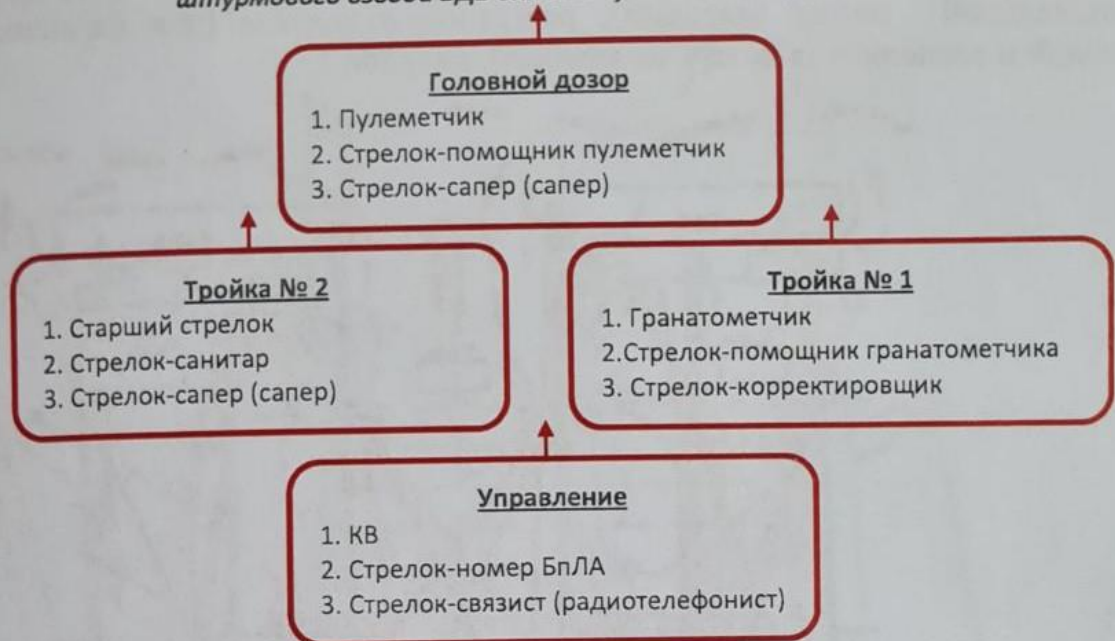 штурмового взвода
Головной дозор
1. Пулеметчик
2. Стрелок-помощник пулеметчик
3. Стрелок-сапер (сапер)
Тройка № 2
1. Старший стрелок
2. Стрелок-санитар
3. Стрелок-сапер (сапер)
Тройка № 1
1. Гранатометчик
2.Стрелок-помощник гранатометчика
3. Стрелок-корректировщик
Управление
1. КВ
2. Стрелок-номер БпЛА
3. Стрелок-связист (радиотелефонист)